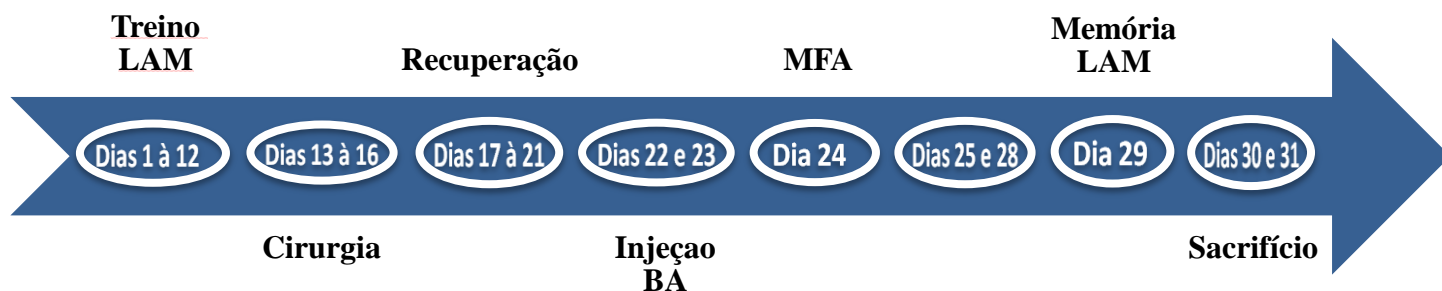 Treino
LAM
Recuperação
MFA
Memória
LAM
Dias 1 à 12
Dias 13 à 16
Dias 17 à 21
Dias 22 e 23
Dia 24
Dias 25 e 28
Dia 29
Dias 30 e 31
Cirurgia
Injeçao
BA
Sacrifício